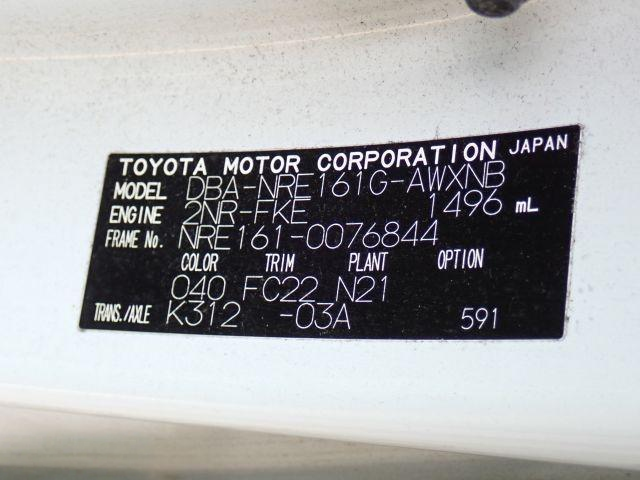 TOYOTA MOTOR CORPORATION JAPAN
MODEL DBA-NRE161G-AWXNB
ENGINE 2NR-FKE 1496 mL
FRAME No. NRE161-0076844
COLOR TRIM PLANT OPTION
040 FC22 N21
TRANS./AXLE K312 -03A 591